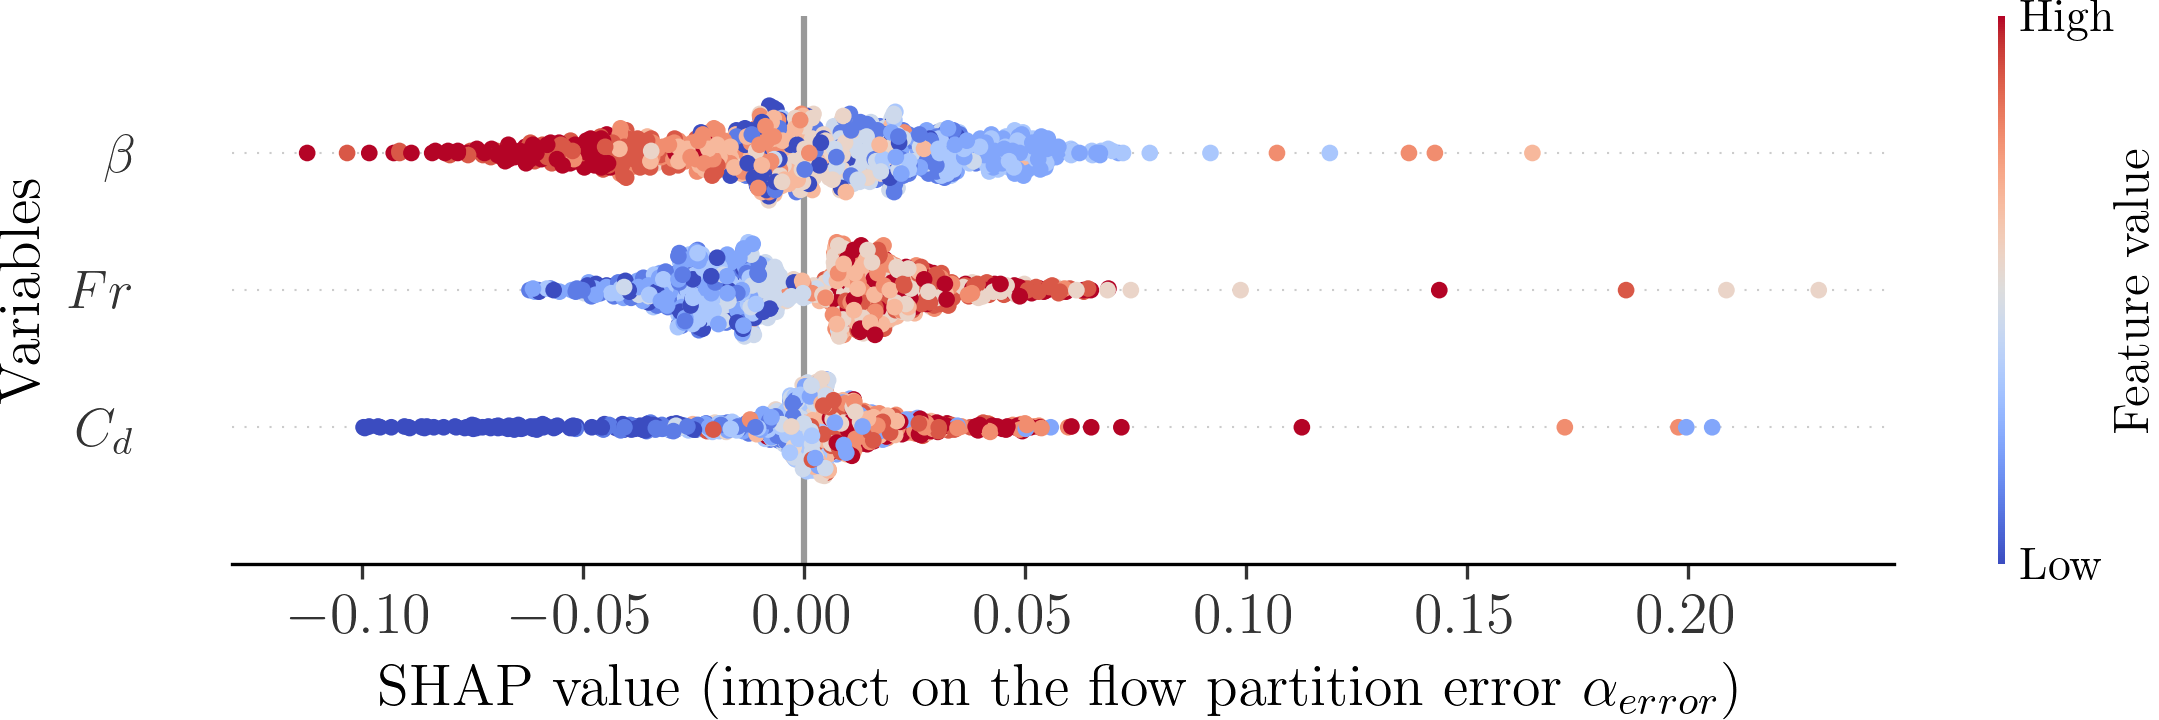 High
Variables
β
Fr
C_d
Feature value
Low
−0.10 −0.05 0.00 0.05 0.10 0.15 0.20
SHAP value (impact on the flow partition error α_error)